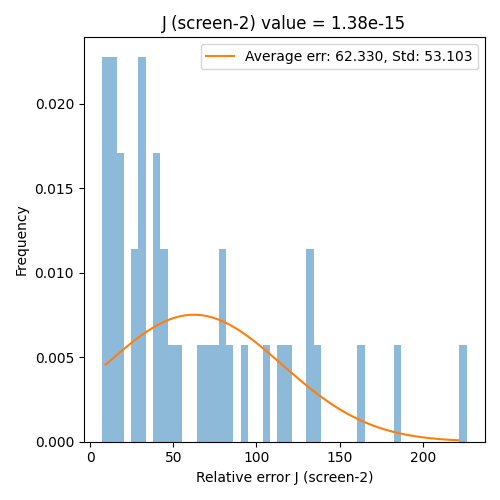 J (screen-2) value = 1.38e-15
Average err: 62.330, Std: 53.103
0.020
0.015
0.010
0.005
0.000
Frequency
0 50 100 150 200
Relative error J (screen-2)